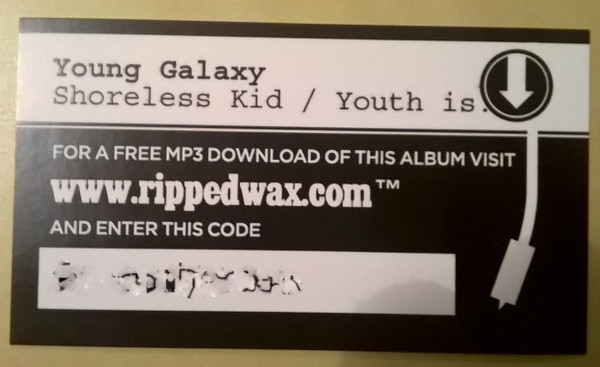 Young Galaxy
Shoreless Kid / Youth is
FOR A FREE MP3 DOWNLOAD OF THIS ALBUM VISIT
www.rippedwax.com™
AND ENTER THIS CODE